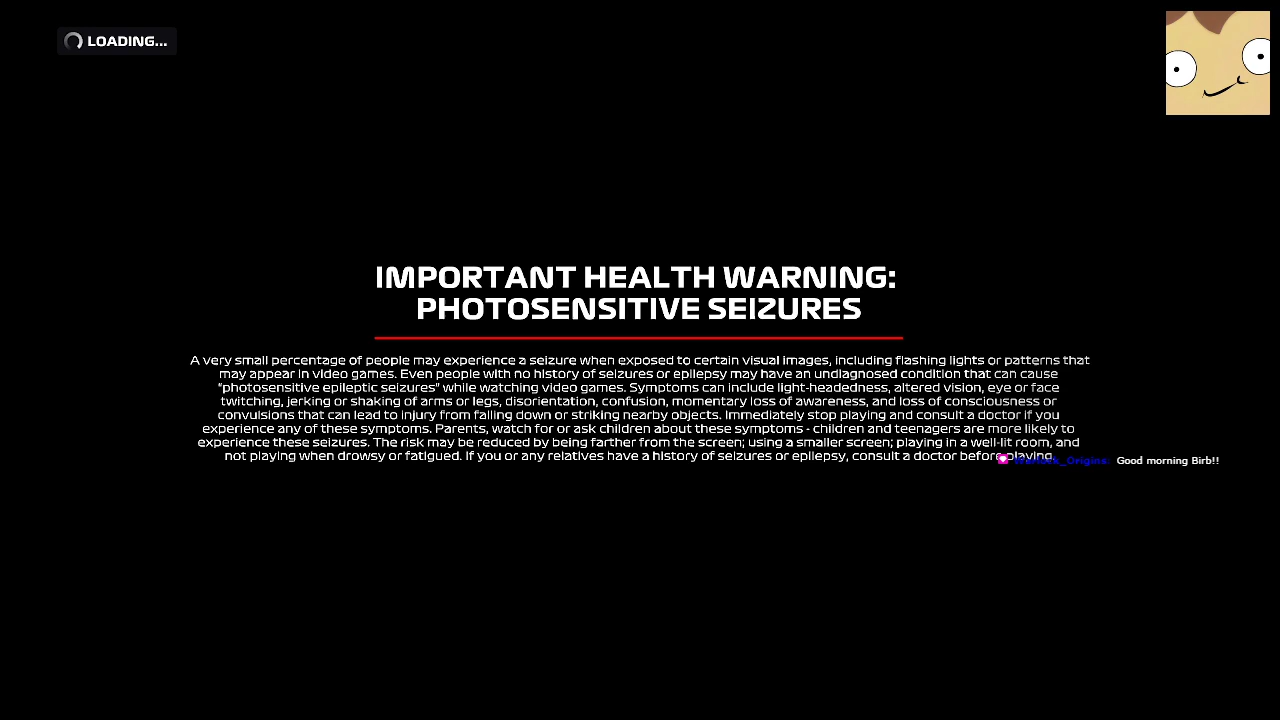 LOADING...
IMPORTANT HEALTH WARNING:
PHOTOSENSITIVE SEIZURES
A very small percentage of people may experience a seizure when exposed to certain visual images, including flashing lights or patterns that
may appear in video games. Even people with no history of seizures or epilepsy may have an undiagnosed condition that can cause
"photosensitive epileptic seizures" while watching video games. Symptoms can include light-headedness, altered vision, eye or face
twitching, jerking or shaking of arms or legs, disorientation, confusion, momentary loss of awareness, and loss of consciousness or
convulsions that can lead to injury from falling down or striking nearby objects. Immediately stop playing and consult a doctor if you
experience any of these symptoms. Parents, watch for or ask children about these symptoms - children and teenagers are more likely to
experience these seizures. The risk may be reduced by being farther from the screen; using a smaller screen; playing in a well-lit room, and
not playing when drowsy or fatigued. If you or any relatives have a history of seizures or epilepsy, consult a doctor before playing.
Good morning Birb!!